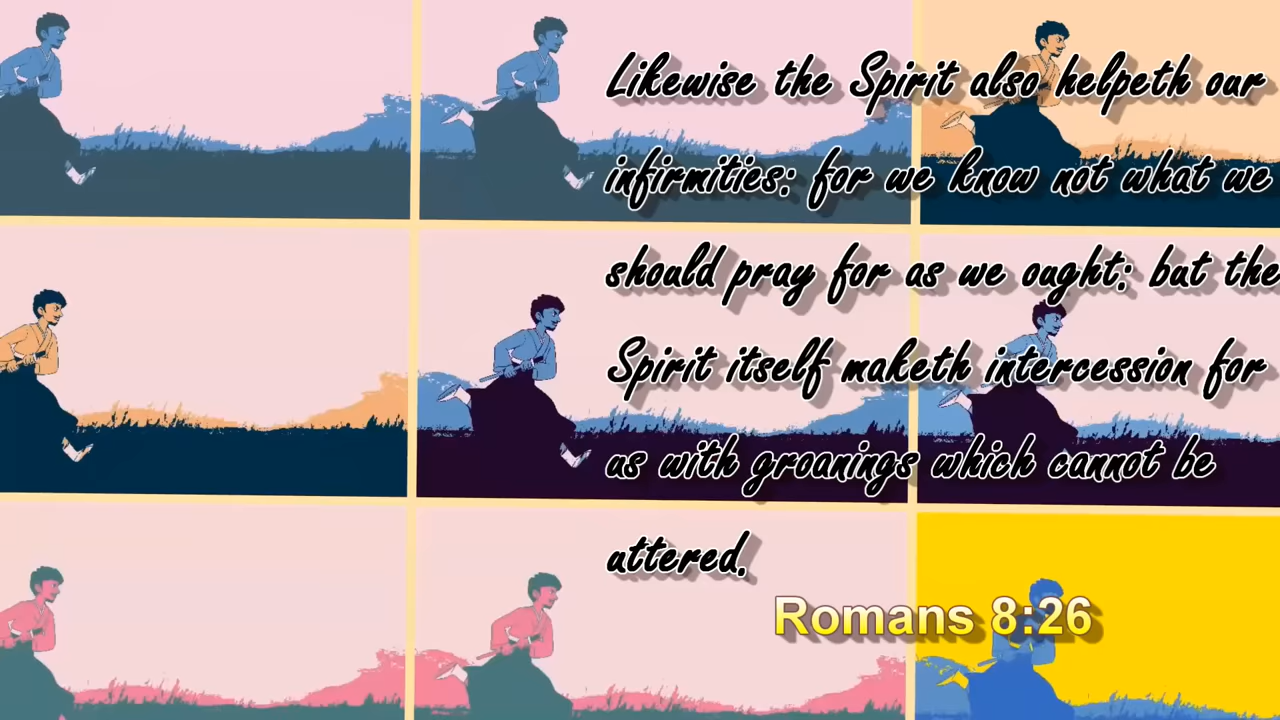 Likewise the Spirit also helpeth our
infirmities: for we know not what we
should pray for as we ought: but the
Spirit itself maketh intercession for
us with groanings which cannot be
uttered.
Romans 8:26